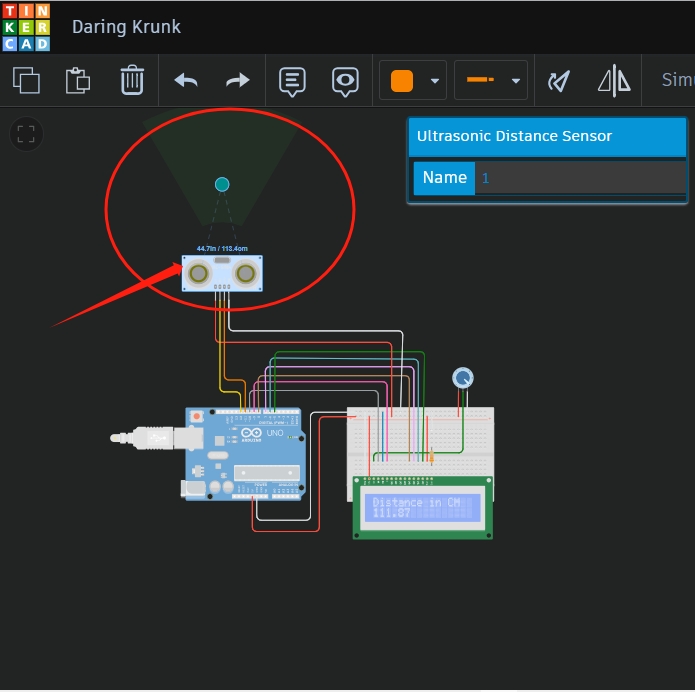 TIN
KER
CAD
Daring Krunk
Simu
Ultrasonic Distance Sensor
Name 1
44.7in / 113.4cm
UNO
ARDUINO
Distance in CM
111.87